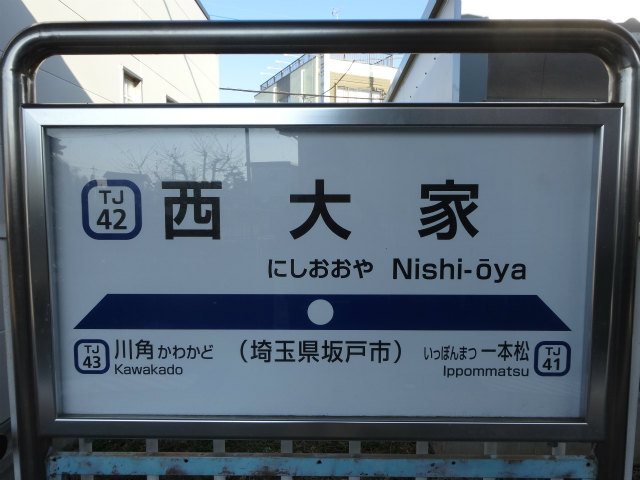 TJ
42
西大家
にしおおや Nishi-ōya
TJ
43
川角 かわかど
Kawakado
(埼玉県坂戸市)
いっぽんまつ 一本松
Ippommatsu
TJ
41